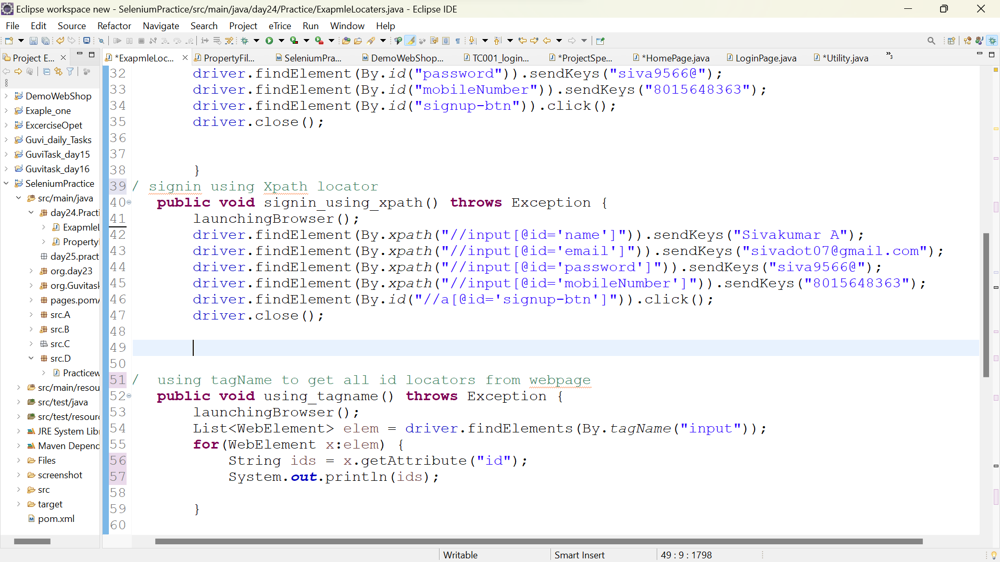 Eclipse workspace new - SeleniumPractice/src/main/java/day24/Practice/ExapmleLocaters.java - Eclipse IDE
File Edit Source Refactor Navigate Search Project eTrice Run Window Help
Project E...
*ExapmleLoc... PropertyFil... SeleniumPra... DemoWebShop... TC001_login... *ProjectSpe... *HomePage.java LoginPage.java *Utility.java »3
DemoWebShop
Exaple_one
ExcerciseOpet
Guvi_daily_Tasks
GuviTask_day15
Guvitask_day16
SeleniumPractice
src/main/java
day24.Practi
Exapmlel
Property
day25.pract
org.day23
org.Guvitasl
pages.pom
src.A
src.B
src.C
src.D
Practicew
src/main/resou
src/test/java
src/test/resour
JRE System Lib
Maven Depend
Files
screenshot
src
target
pom.xml
32 driver.findElement(By.id("password")).sendKeys("siva9566@");
33 driver.findElement(By.id("mobileNumber")).sendKeys("8015648363");
34 driver.findElement(By.id("signup-btn")).click();
35 driver.close();
36
37
38 }
39 / signin using Xpath locator
40 public void signin_using_xpath() throws Exception {
41 launchingBrowser();
42 driver.findElement(By.xpath("//input[@id='name']")).sendKeys("Sivakumar A");
43 driver.findElement(By.xpath("//input[@id='email']")).sendKeys("sivadot07@gmail.com");
44 driver.findElement(By.xpath("//input[@id='password']")).sendKeys("siva9566@");
45 driver.findElement(By.xpath("//input[@id='mobileNumber']")).sendKeys("8015648363");
46 driver.findElement(By.id("//a[@id='signup-btn']")).click();
47 driver.close();
48
49
50
51 / using tagName to get all id locators from webpage
52 public void using_tagname() throws Exception {
53 launchingBrowser();
54 List<WebElement> elem = driver.findElements(By.tagName("input"));
55 for(WebElement x:elem) {
56 String ids = x.getAttribute("id");
57 System.out.println(ids);
58
59 }
60
Writable Smart Insert 49 : 9 : 1798